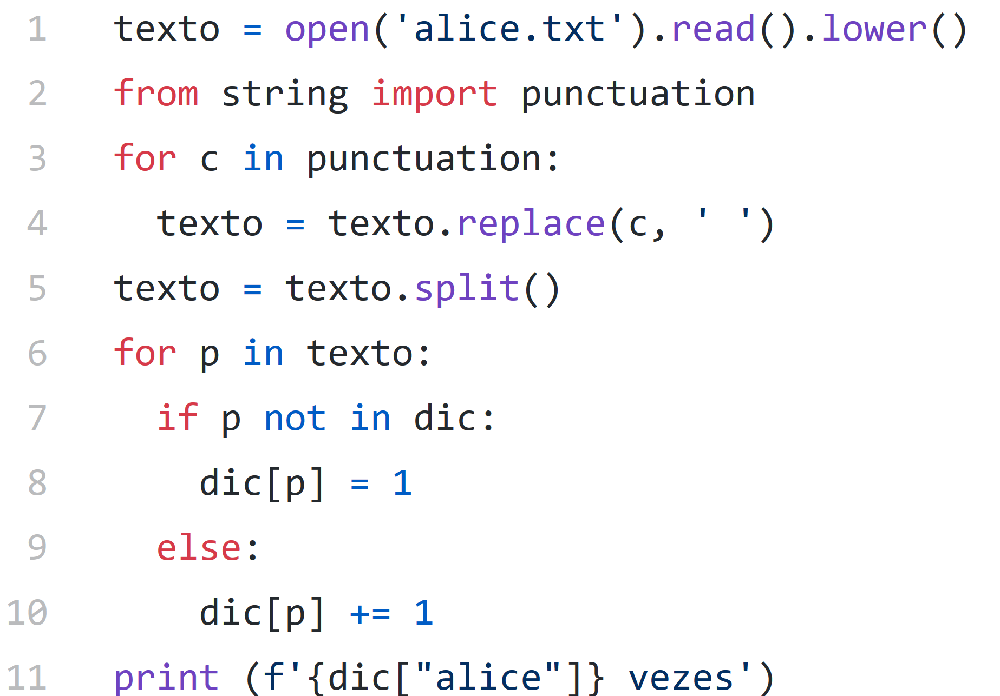 1 texto = open('alice.txt').read().lower()
2 from string import punctuation
3 for c in punctuation:
4   texto = texto.replace(c, ' ')
5 texto = texto.split()
6 for p in texto:
7   if p not in dic:
8     dic[p] = 1
9   else:
10     dic[p] += 1
11 print (f'{dic["alice"]} vezes')